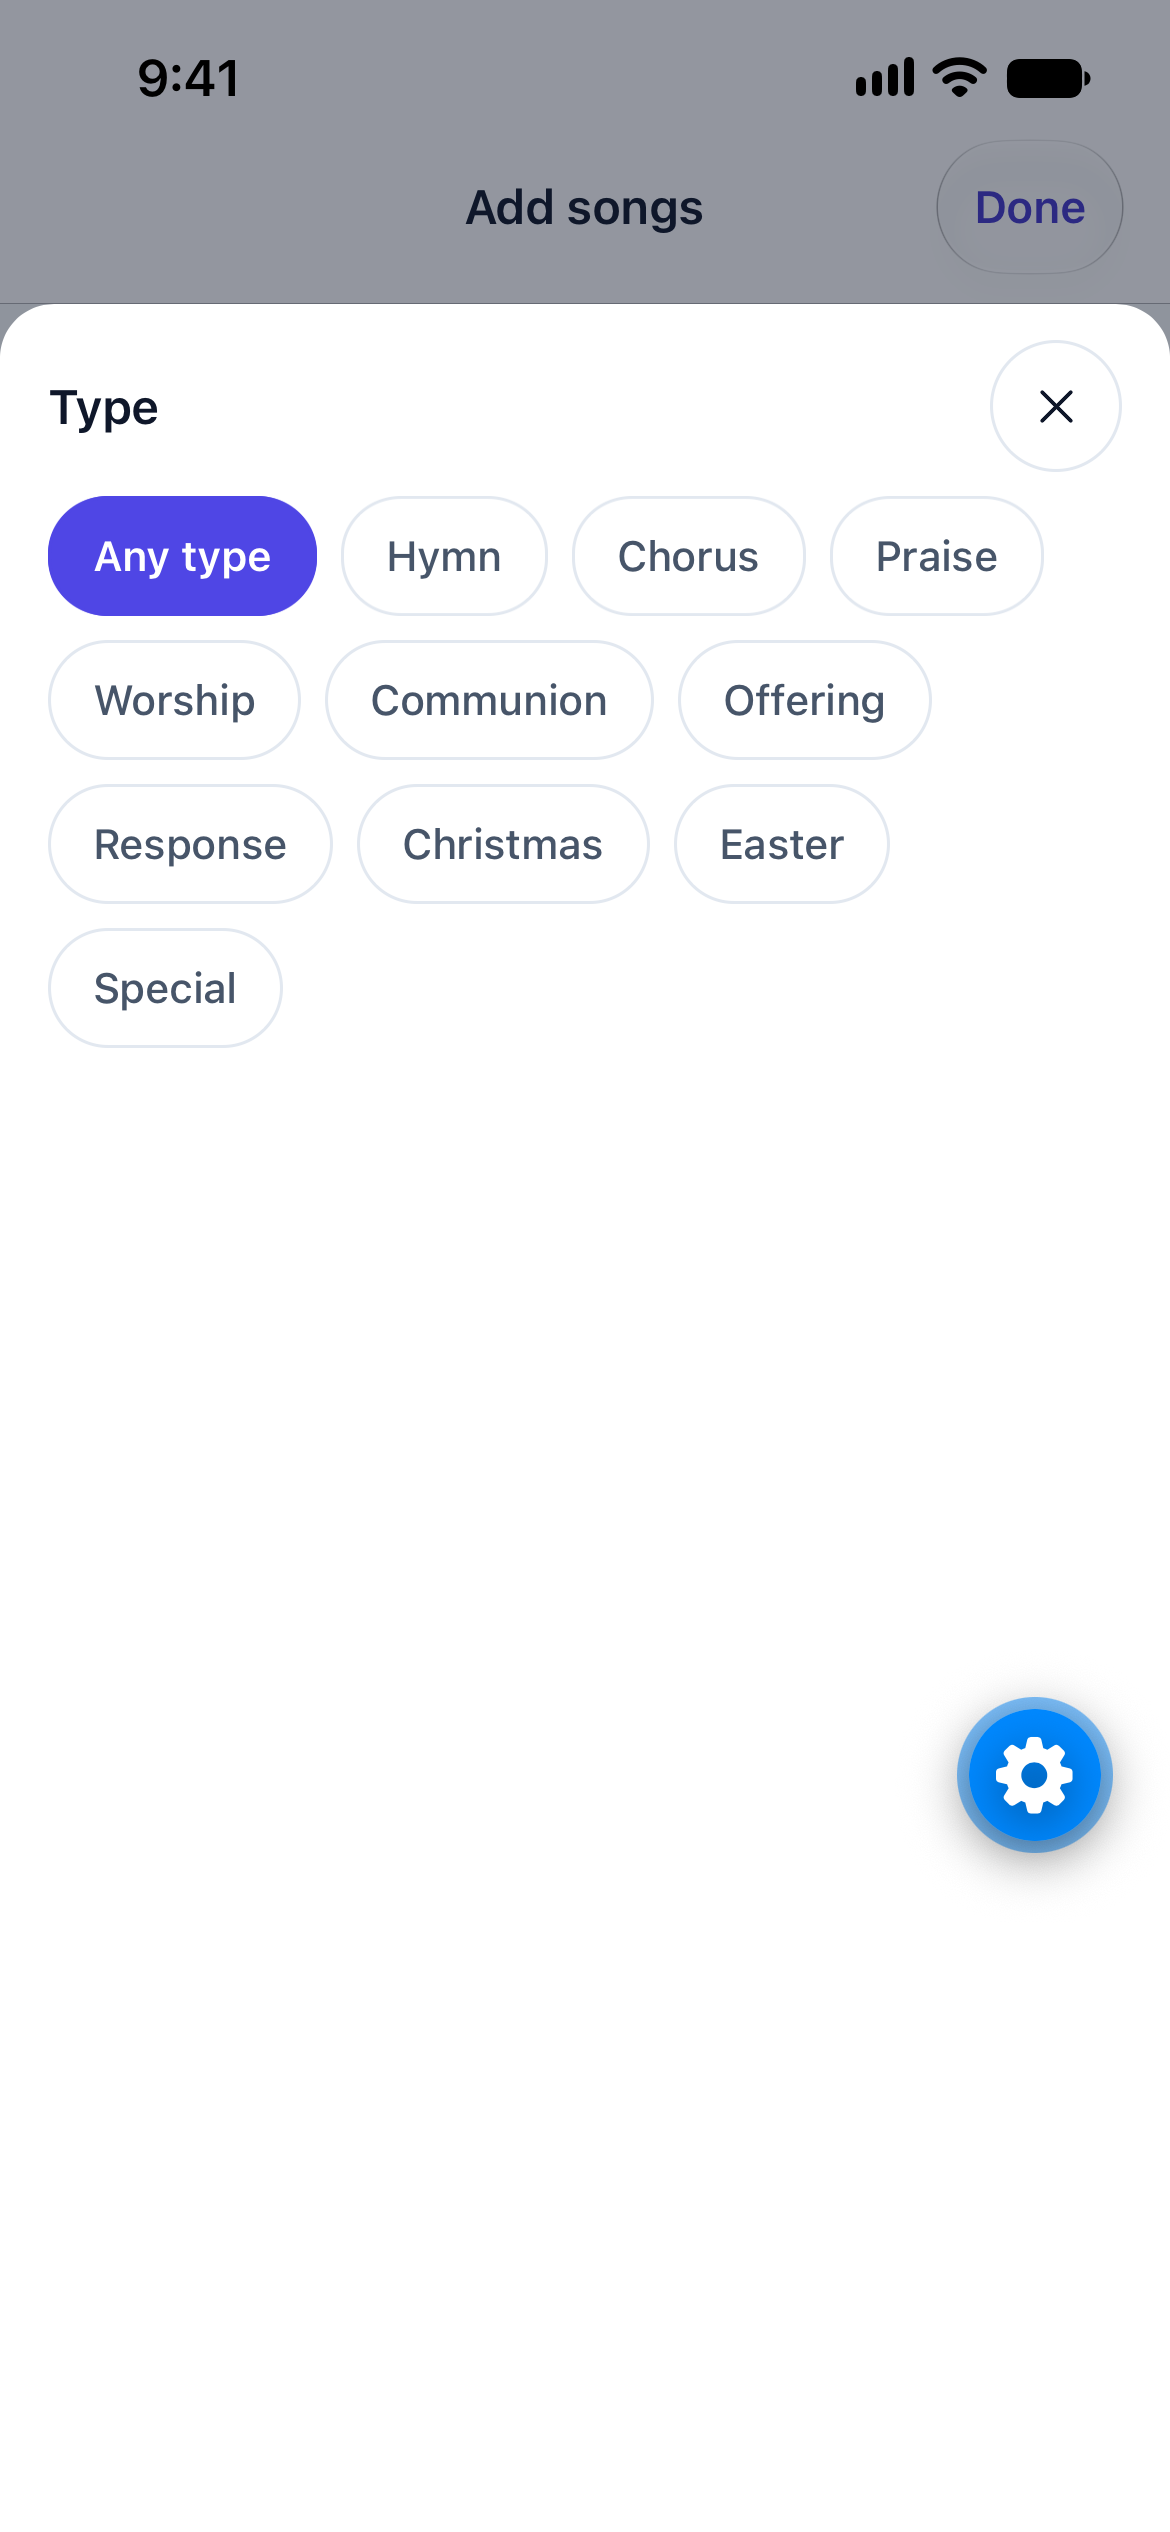 9:41
Add songs
Done
Type
Any type
Hymn
Chorus
Praise
Worship
Communion
Offering
Response
Christmas
Easter
Special